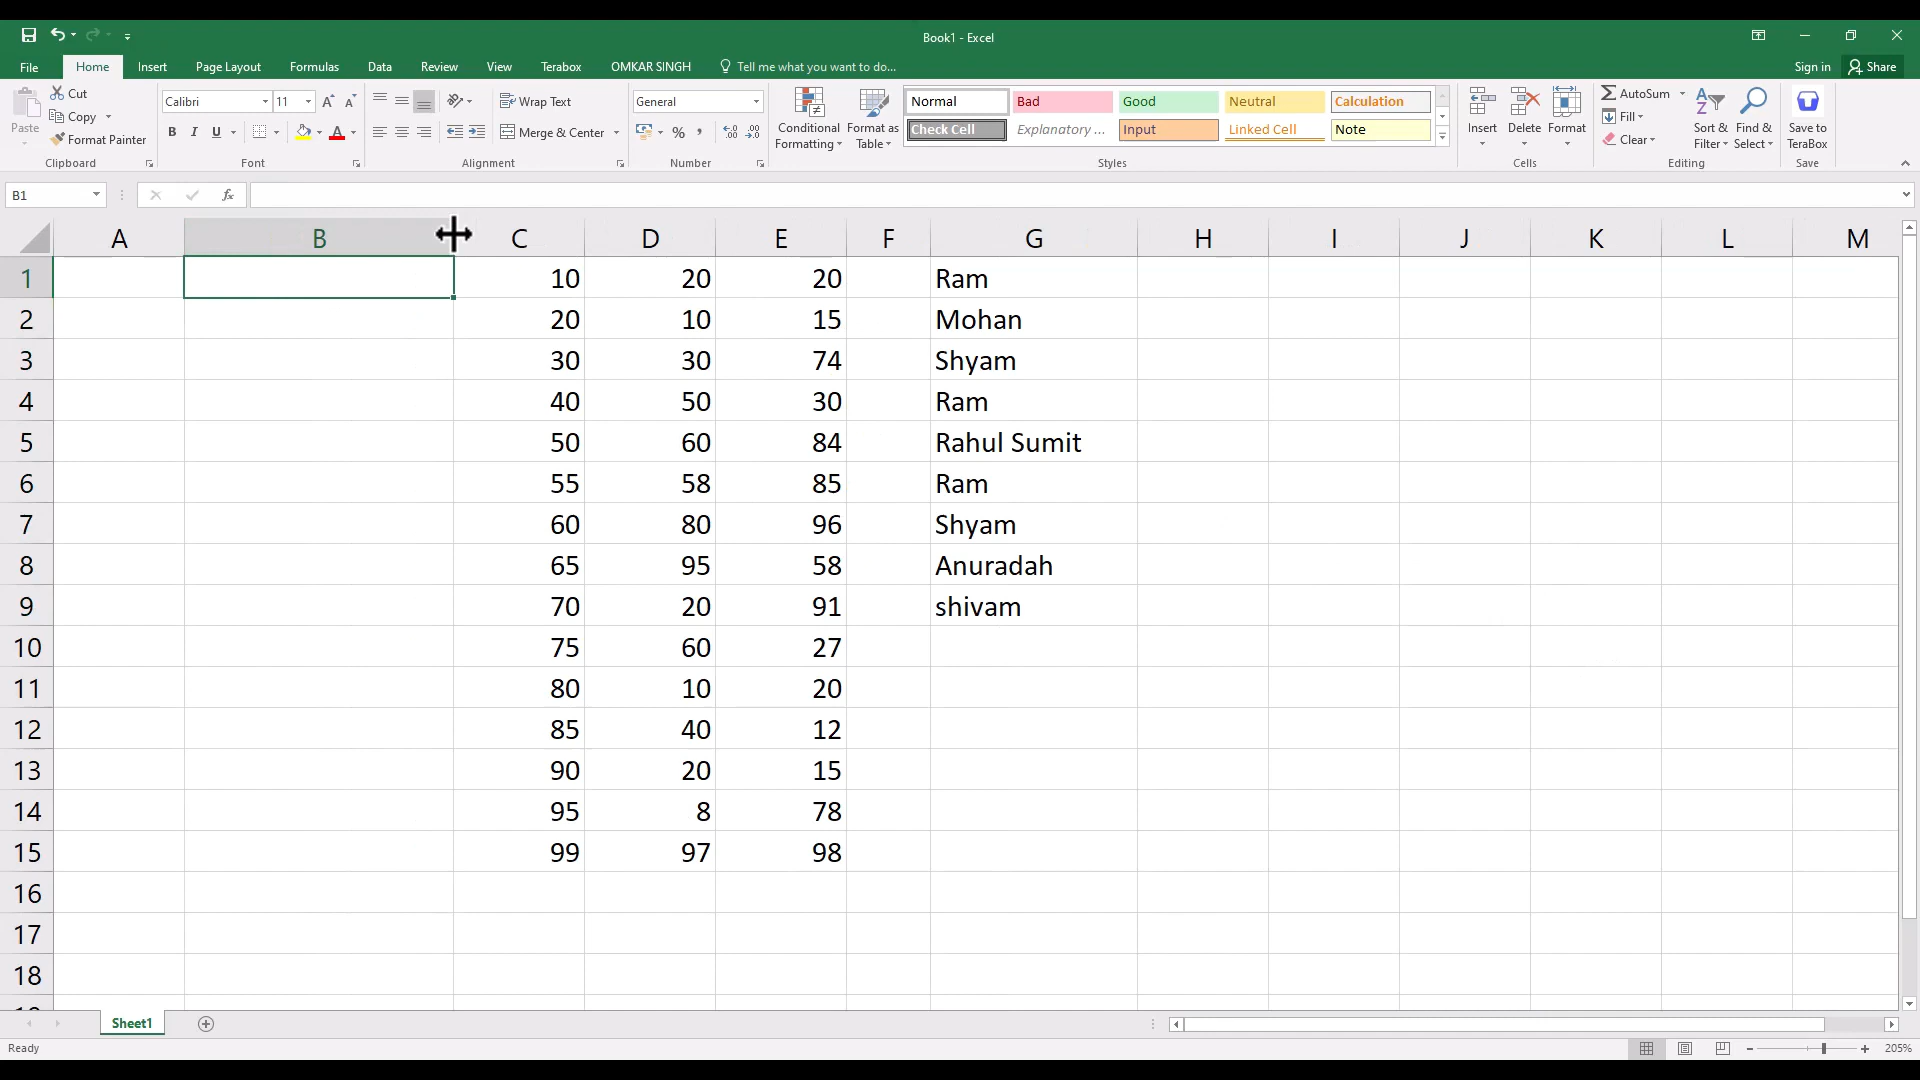 Book1 - Excel
File Home Insert Page Layout Formulas Data Review View Terabox OMKAR SINGH Tell me what you want to do... Sign in Share
Paste Cut Copy Format Painter Clipboard
Calibri 11 B I U A Font
Wrap Text Merge & Center Alignment
General % Number
Conditional Formatting Format as Table
Normal Bad Good Neutral Calculation
Check Cell Explanatory ... Input Linked Cell Note
Styles
Insert Delete Format Cells
AutoSum Fill Clear Sort & Filter Find & Select Editing
Save to TeraBox Save
B1 fx
A B C D E F G H I J K L M
1 10 20 20 Ram
2 20 10 15 Mohan
3 30 30 74 Shyam
4 40 50 30 Ram
5 50 60 84 Rahul Sumit
6 55 58 85 Ram
7 60 80 96 Shyam
8 65 95 58 Anuradah
9 70 20 91 shivam
10 75 60 27
11 80 10 20
12 85 40 12
13 90 20 15
14 95 8 78
15 99 97 98
16
17
18
Sheet1
Ready 205%